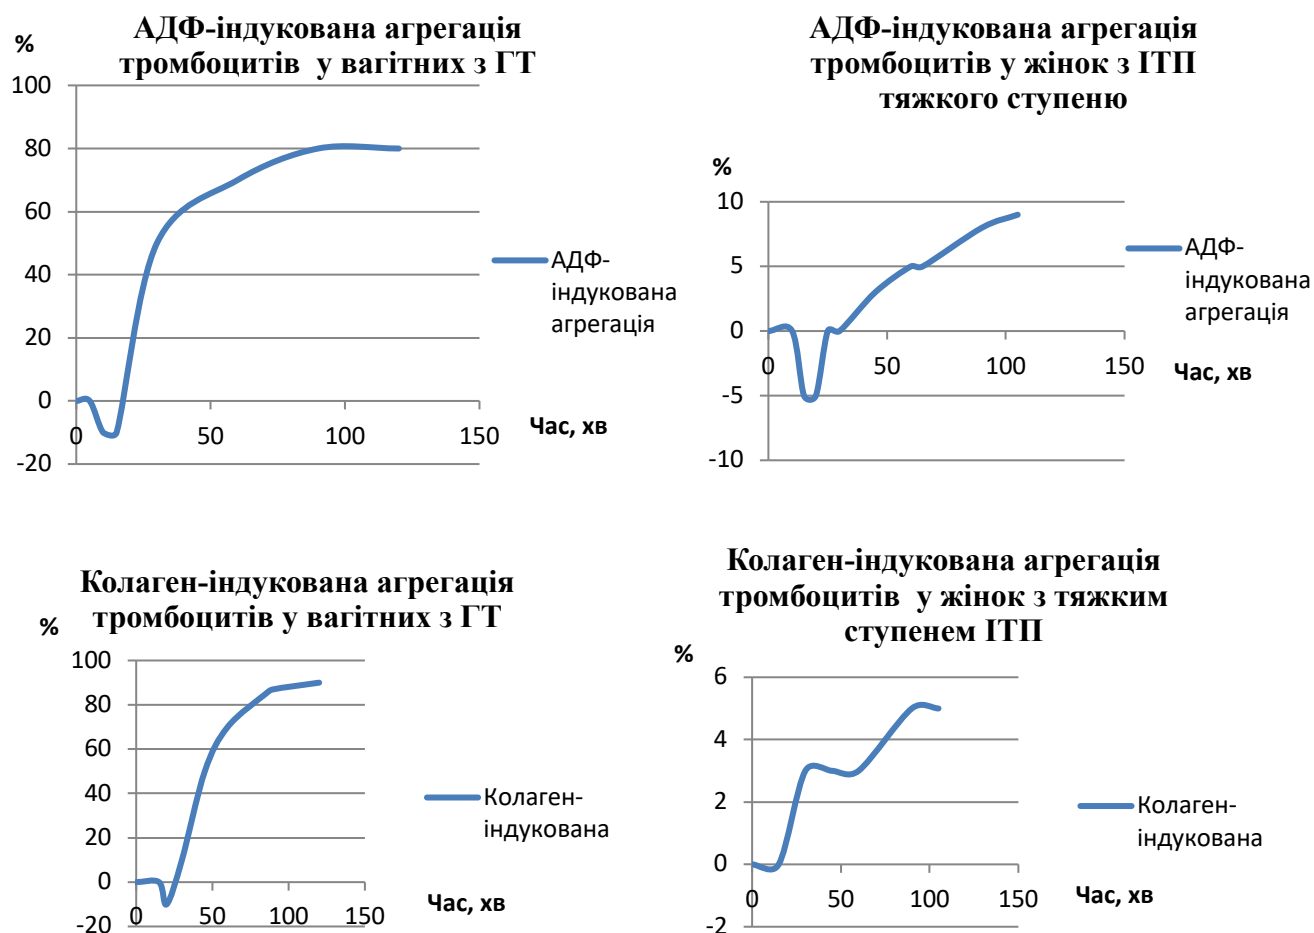 АДФ-індукована агрегація
тромбоцитів у вагітних з ГТ
%
100
80
60
40
20
0
-20
0
50
100
150
Час, хв
АДФ-
індукована
агрегація
АДФ-індукована агрегація
тромбоцитів у жінок з ІТП
тяжкого ступеню
%
10
5
0
-5
-10
0
50
100
150
Час, хв
АДФ-
індукована
агрегація
Колаген-індукована агрегація
тромбоцитів у вагітних з ГТ
%
100
80
60
40
20
0
-20
0
50
100
150
Час, хв
Колаген-
індукована
Колаген-індукована агрегація
тромбоцитів у жінок з тяжким
ступенем ІТП
%
6
4
2
0
-2
0
50
100
150
Час, хв
Колаген-
індукована